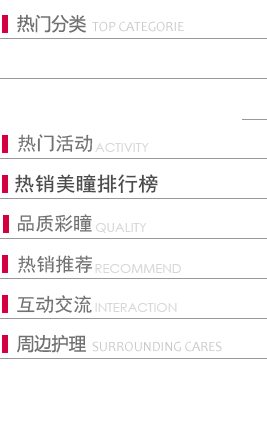 热门分类 TOP CATEGORIE
热门活动 ACTIVITY
热销美瞳排行榜
品质彩瞳 QUALITY
热销推荐 RECOMMEND
互动交流 INTERACTION
周边护理 SURROUNDING CARES